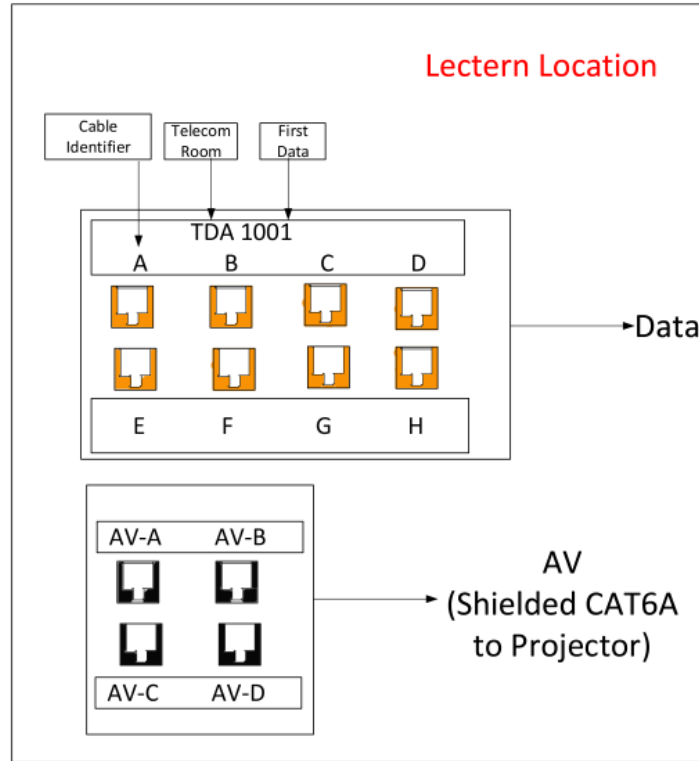 Lectern Location
Cable
Identifier
Telecom
Room
First
Data
TDA 1001
A B C D
E F G H
Data
AV-A AV-B
AV-C AV-D
AV
(Shielded CAT6A
to Projector)